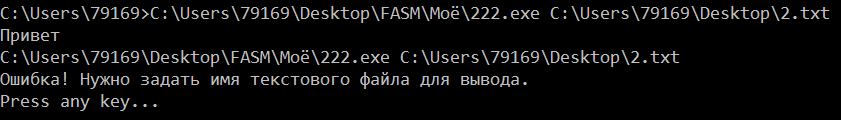 C:\Users\79169>C:\Users\79169\Desktop\FASM\Моё\222.exe C:\Users\79169\Desktop\2.txt
Привет
C:\Users\79169\Desktop\FASM\Моё\222.exe C:\Users\79169\Desktop\2.txt
Ошибка! Нужно задать имя текстового файла для вывода.
Press any key...